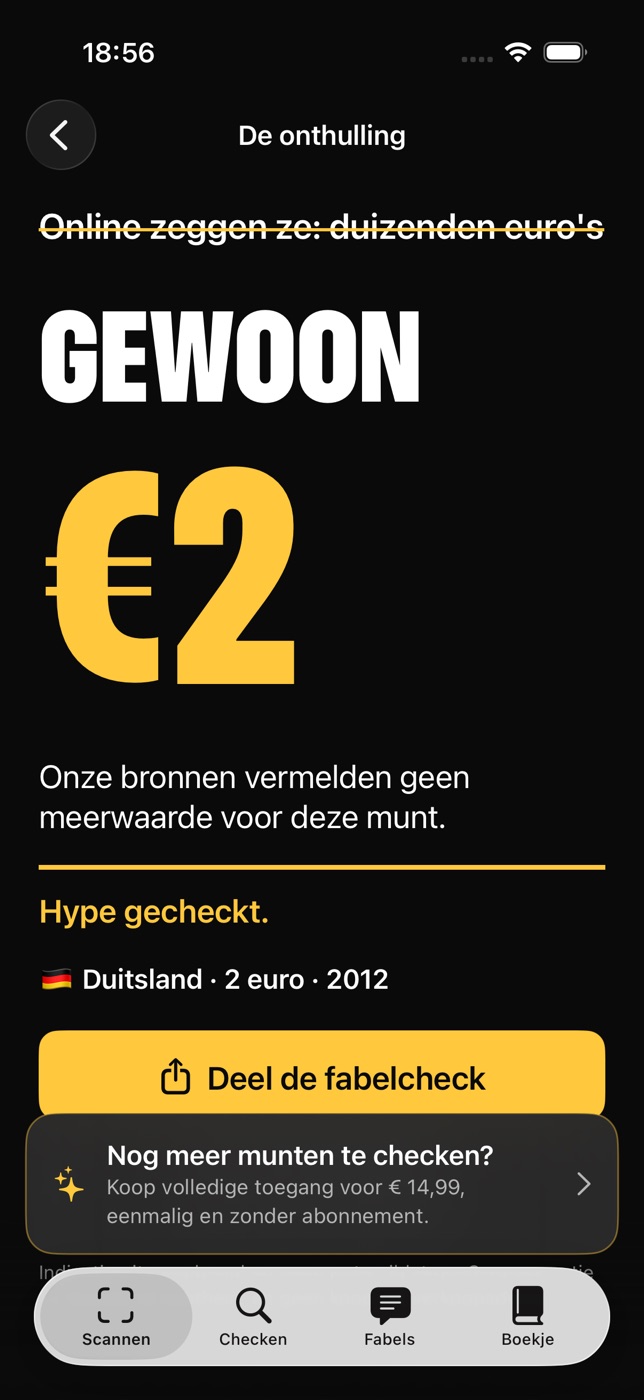 18:56
De onthulling
Online zeggen ze: duizenden euro's
GEWOON
€2
Onze bronnen vermelden geen
meerwaarde voor deze munt.
Hype gecheckt.
Duitsland · 2 euro · 2012
Deel de fabelcheck
Nog meer munten te checken?
Koop volledige toegang voor € 14,99,
eenmalig en zonder abonnement.
Scannen
Checken
Fabels
Boekje